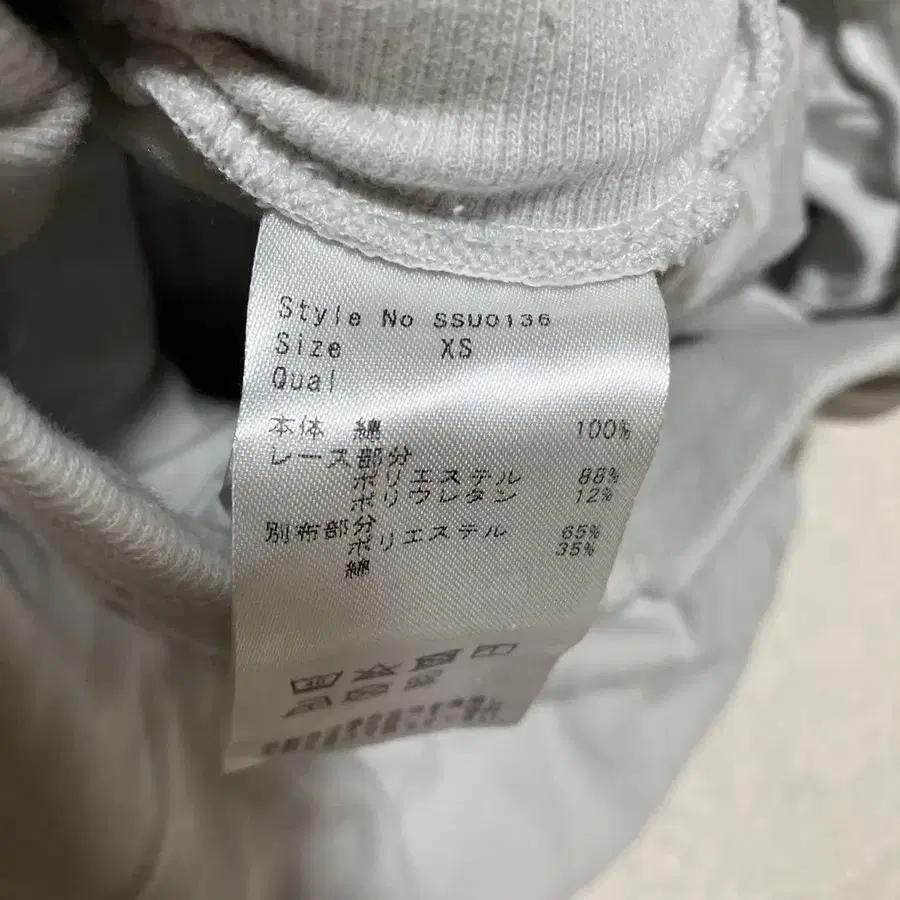 Style No SSU0136
Size XS
Qual
本体 綿 100%
レース部分
ポリエステル 88%
ポリウレタン 12%
別布部分
ポリエステル 65%
綿 35%